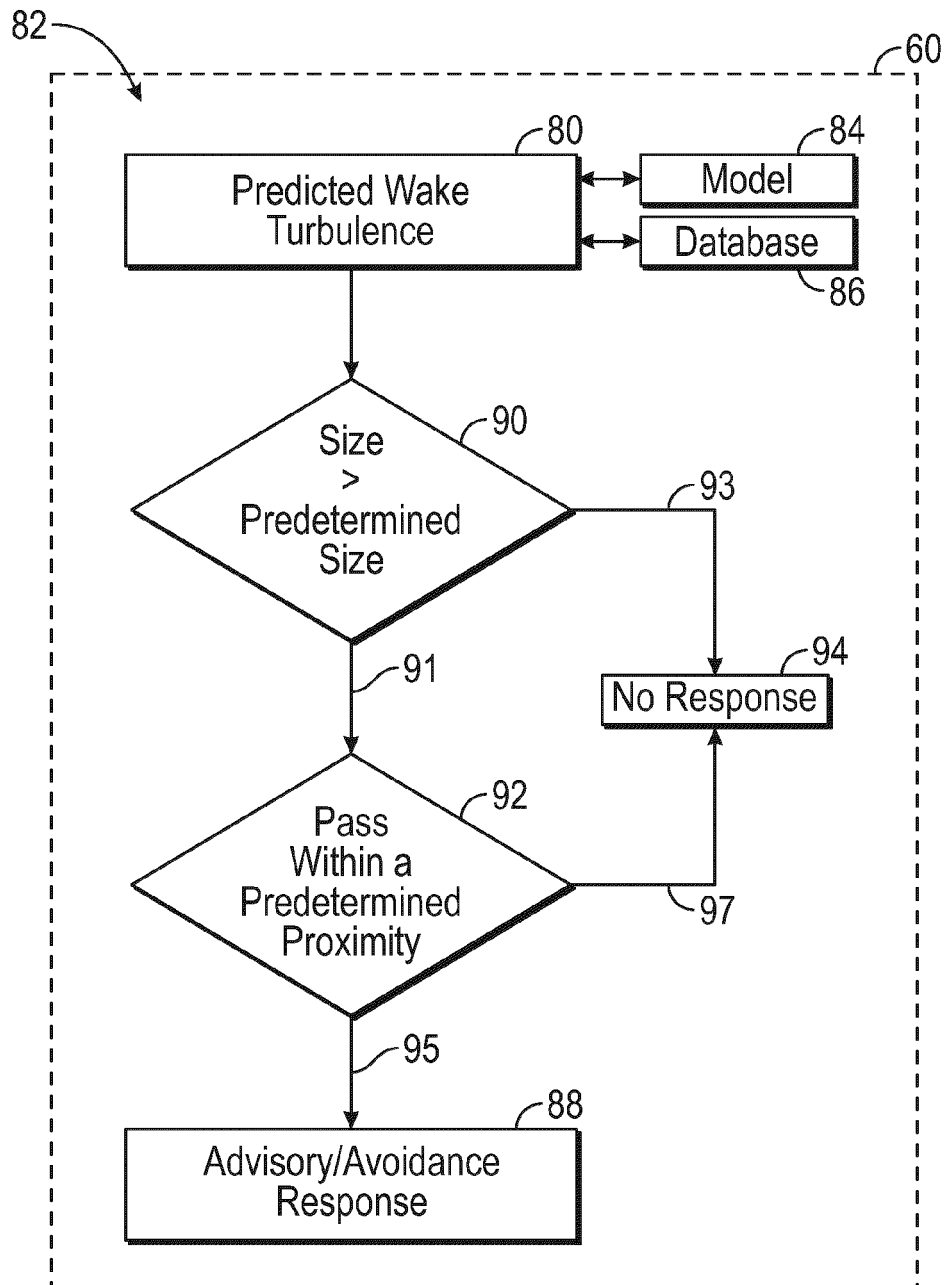 82
60
80
Predicted Wake
Turbulence
84
Model
Database
86
90
Size
>
Predetermined
Size
93
91
94
No Response
92
Pass
Within a
Predetermined
Proximity
97
95
88
Advisory/Avoidance
Response